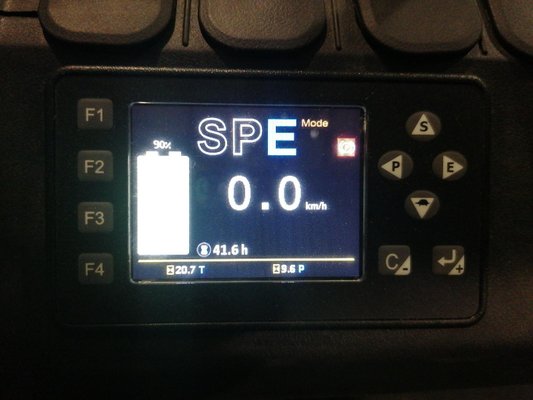 F1
F2
F3
F4
90%
SPE Mode
0.0 km/h
41.6 h
20.7 T 9.6 P
S
P E
C -
+